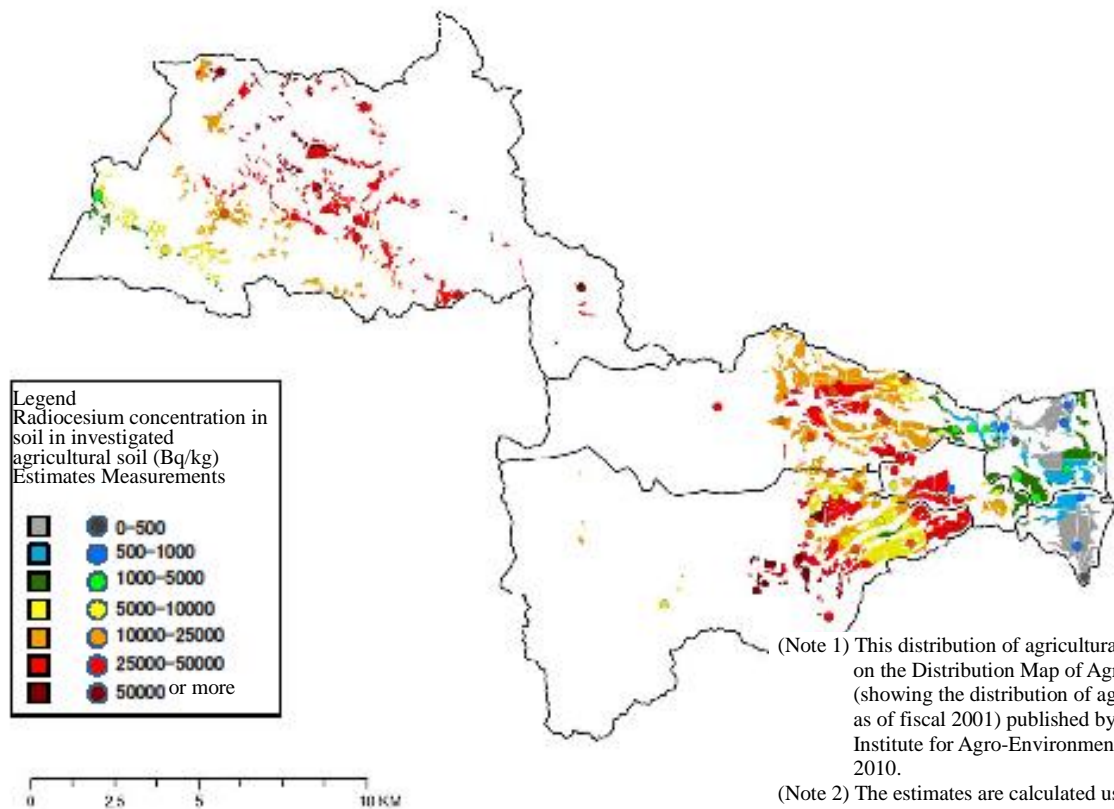 Legend
Radiocesium concentration in
soil in investigated
agricultural soil (Bq/kg)
Estimates Measurements
0-500
500-1000
1000-5000
5000-10000
10000-25000
25000-50000
50000 or more
0 2.5 5 10 KM
(Note 1) This distribution of agricultura
on the Distribution Map of Agr
(showing the distribution of ag
as of fiscal 2001) published by
Institute for Agro-Environmen
2010.
(Note 2) The estimates are calculated us